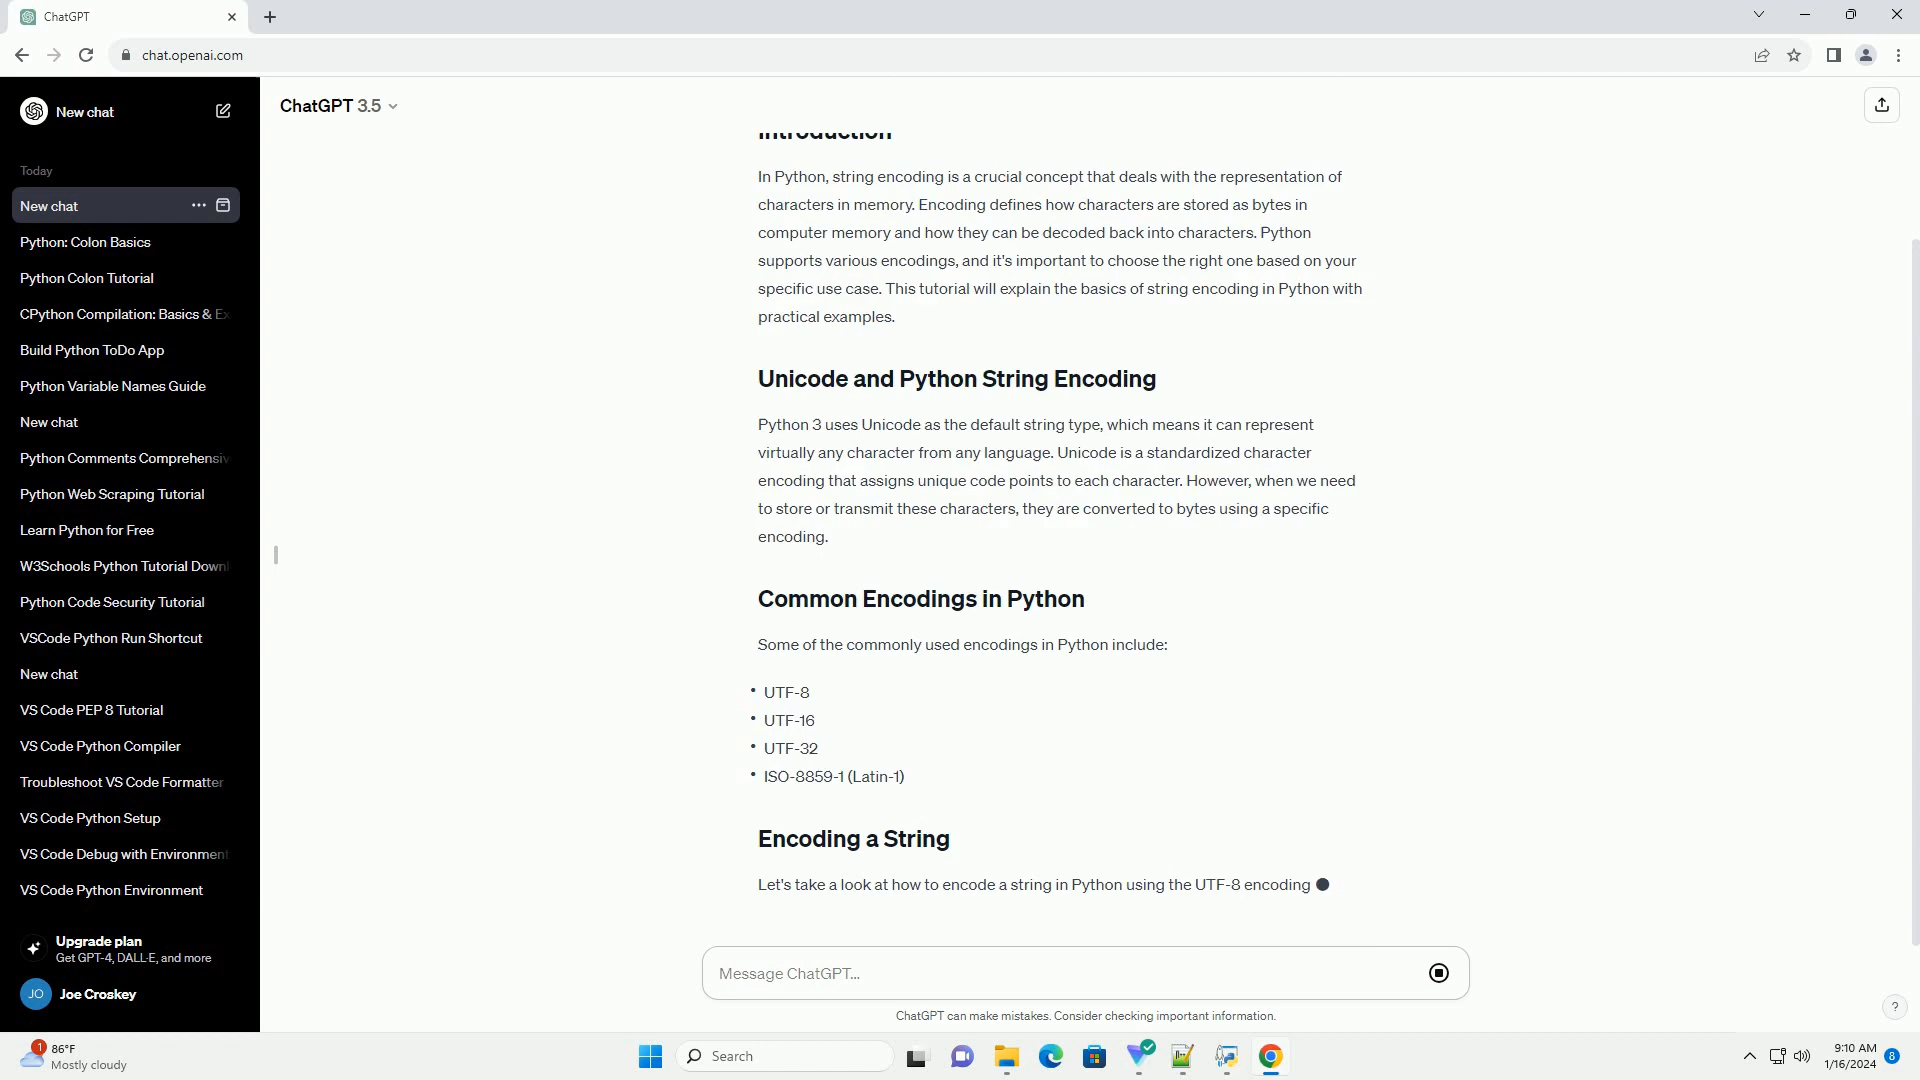 ChatGPT
chat.openai.com
New chat
Today
New chat
Python: Colon Basics
Python Colon Tutorial
CPython Compilation: Basics & Ex
Build Python ToDo App
Python Variable Names Guide
New chat
Python Comments Comprehensiv
Python Web Scraping Tutorial
Learn Python for Free
W3Schools Python Tutorial Down
Python Code Security Tutorial
VSCode Python Run Shortcut
New chat
VS Code PEP 8 Tutorial
VS Code Python Compiler
Troubleshoot VS Code Formatter
VS Code Python Setup
VS Code Debug with Environment
VS Code Python Environment
Upgrade plan
Get GPT-4, DALL·E, and more
JO Joe Croskey
ChatGPT 3.5
Introduction
In Python, string encoding is a crucial concept that deals with the representation of
characters in memory. Encoding defines how characters are stored as bytes in
computer memory and how they can be decoded back into characters. Python
supports various encodings, and it's important to choose the right one based on your
specific use case. This tutorial will explain the basics of string encoding in Python with
practical examples.
Unicode and Python String Encoding
Python 3 uses Unicode as the default string type, which means it can represent
virtually any character from any language. Unicode is a standardized character
encoding that assigns unique code points to each character. However, when we need
to store or transmit these characters, they are converted to bytes using a specific
encoding.
Common Encodings in Python
Some of the commonly used encodings in Python include:
• UTF-8
• UTF-16
• UTF-32
• ISO-8859-1 (Latin-1)
Encoding a String
Let's take a look at how to encode a string in Python using the UTF-8 encoding
Message ChatGPT...
ChatGPT can make mistakes. Consider checking important information.
?
1
86°F
Mostly cloudy
Search
9:10 AM
1/16/2024
8